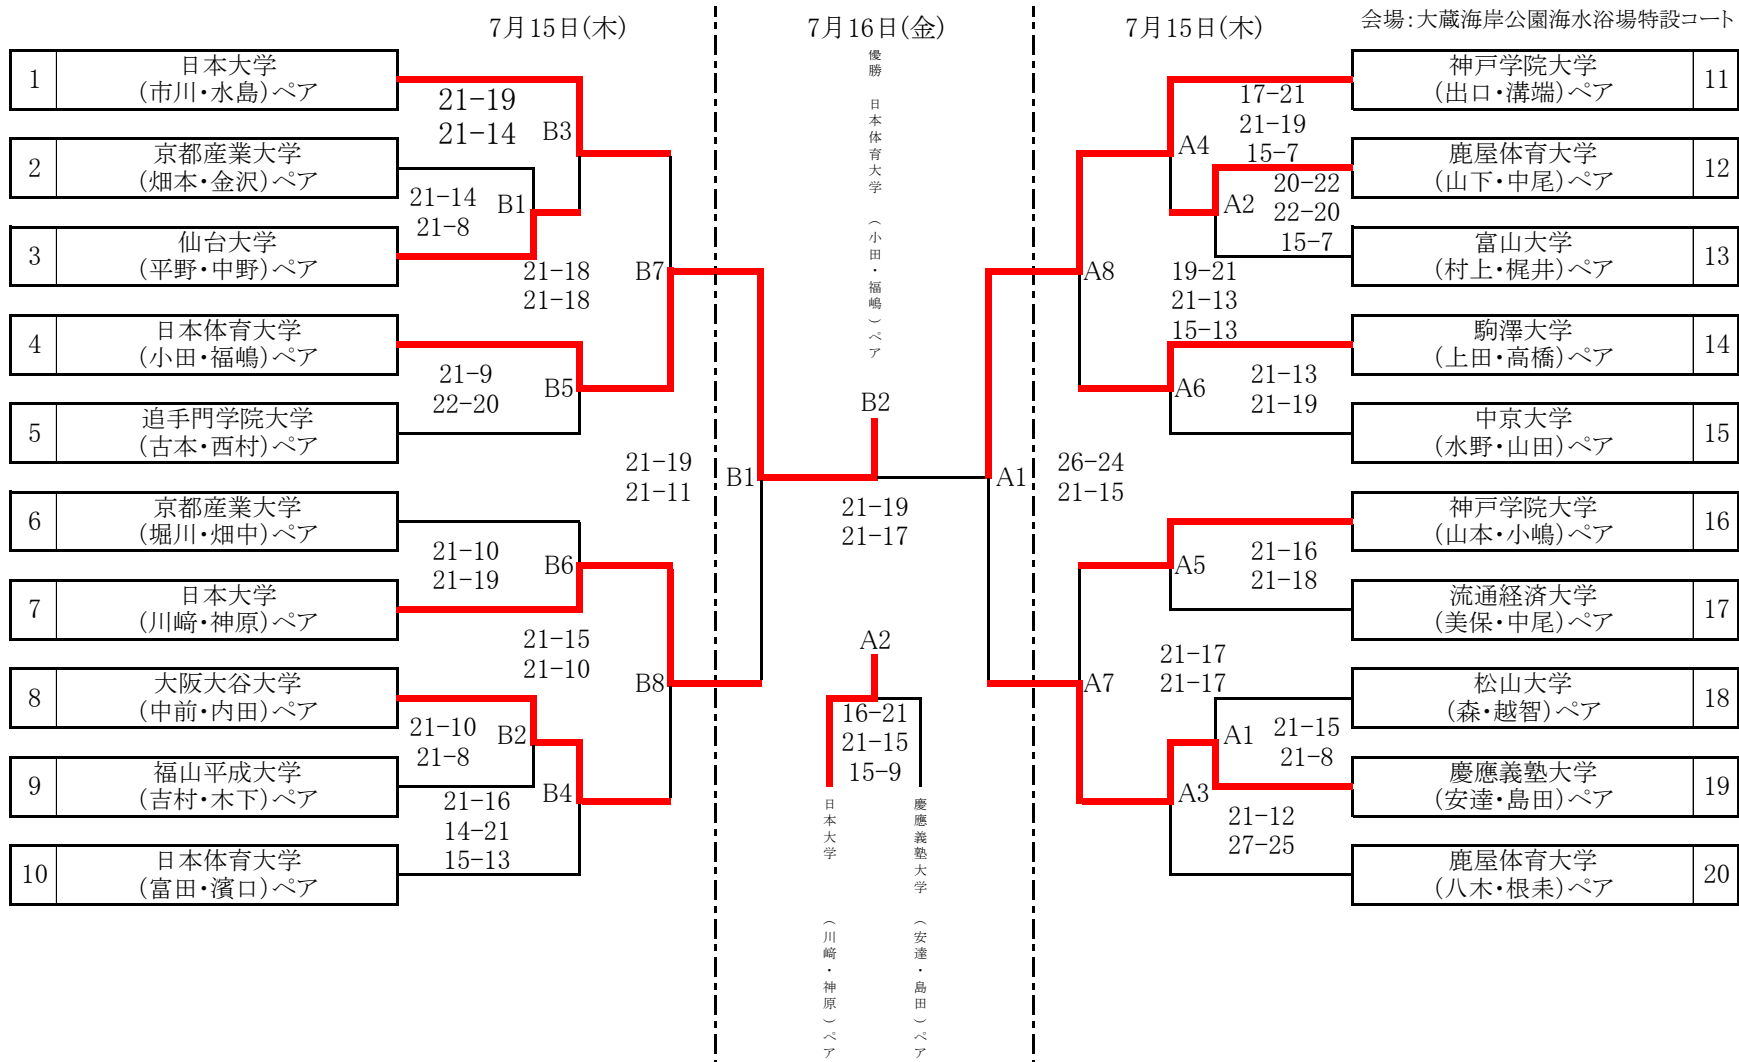 7月15日(木)
7月16日(金)
7月15日(木)
会場:大蔵海岸公園海水浴場特設コート
1
日本大学
(市川・水島)ペア
2
京都産業大学
(畑本・金沢)ペア
3
仙台大学
(平野・中野)ペア
4
日本体育大学
(小田・福嶋)ペア
5
追手門学院大学
(古本・西村)ペア
6
京都産業大学
(堀川・畑中)ペア
7
日本大学
(川﨑・神原)ペア
8
大阪大谷大学
(中前・内田)ペア
9
福山平成大学
(吉村・木下)ペア
10
日本体育大学
(富田・濱口)ペア
21-19
21-14
B3
21-14
21-8
B1
21-18
21-18
B7
21-9
22-20
B5
21-19
21-11
B1
21-10
21-19
B6
21-15
21-10
B8
21-10
21-8
B2
21-16
14-21
15-13
B4
優勝 日本体育大学 (小田・福嶋)ペア
B2
21-19
21-17
A2
16-21
21-15
15-9
日本大学 (川﨑・神原)ペア
慶應義塾大学 (安達・島田)ペア
17-21
21-19
15-7
A4
20-22
22-20
15-7
A2
19-21
21-13
15-13
A8
21-13
21-19
A6
26-24
21-15
A1
21-16
21-18
A5
21-17
21-17
A7
21-15
21-8
A1
21-12
27-25
A3
神戸学院大学
(出口・溝端)ペア
11
鹿屋体育大学
(山下・中尾)ペア
12
富山大学
(村上・梶井)ペア
13
駒澤大学
(上田・高橋)ペア
14
中京大学
(水野・山田)ペア
15
神戸学院大学
(山本・小嶋)ペア
16
流通経済大学
(美保・中尾)ペア
17
松山大学
(森・越智)ペア
18
慶應義塾大学
(安達・島田)ペア
19
鹿屋体育大学
(八木・根来)ペア
20